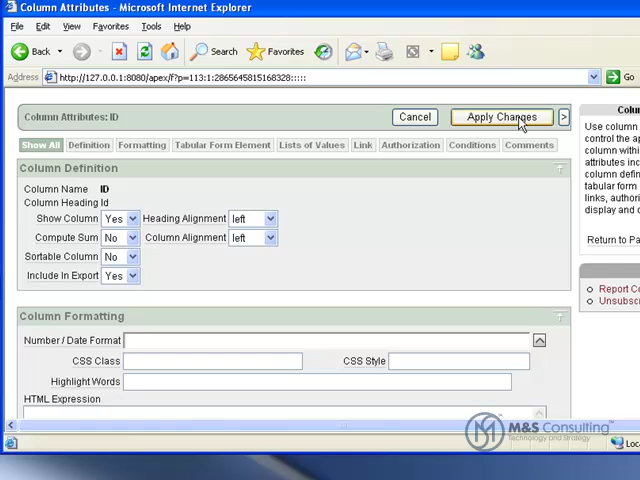 Column Attributes - Microsoft Internet Explorer
File Edit View Favorites Tools Help
Back Search Favorites
Address http://127.0.0.1:8080/apex/f?p=113:1:2865645815168328:::::  Go
Column Attributes: ID Cancel Apply Changes >
Show All Definition Formatting Tabular Form Element Lists of Values Link Authorization Conditions Comments
Column Definition
Column Name ID
Column Heading Id
Show Column Yes Heading Alignment left
Compute Sum No Column Alignment left
Sortable Column No
Include In Export Yes
Column Formatting
Number / Date Format
CSS Class CSS Style
Highlight Words
HTML Expression
Colu
Use column
control the ap
column within
attributes inc
column defin
tabular form
links, authori
display and d
Return to Pa
Report Co
Unsubsc
M&S Consulting™
Technology and Strategy
Loc